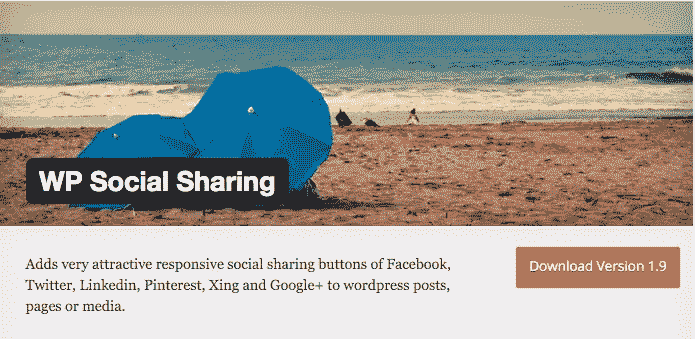 WP Social Sharing
Adds very attractive responsive social sharing buttons of Facebook,
Twitter, Linkedin, Pinterest, Xing and Google+ to wordpress posts,
pages or media.
Download Version 1.9